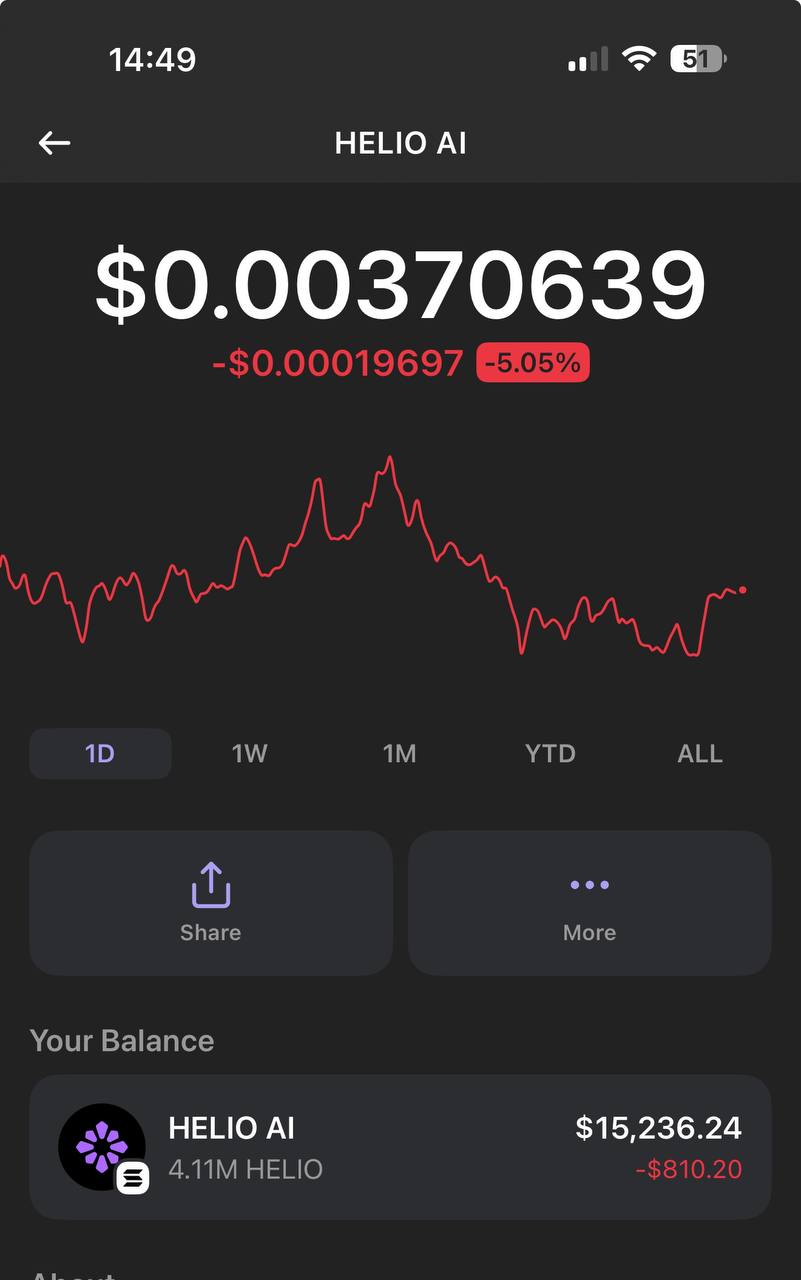 14:49
51
HELIO AI
$0.00370639
-$0.00019697 -5.05%
1D 1W 1M YTD ALL
Share More
Your Balance
HELIO AI $15,236.24
4.11M HELIO -$810.20
About